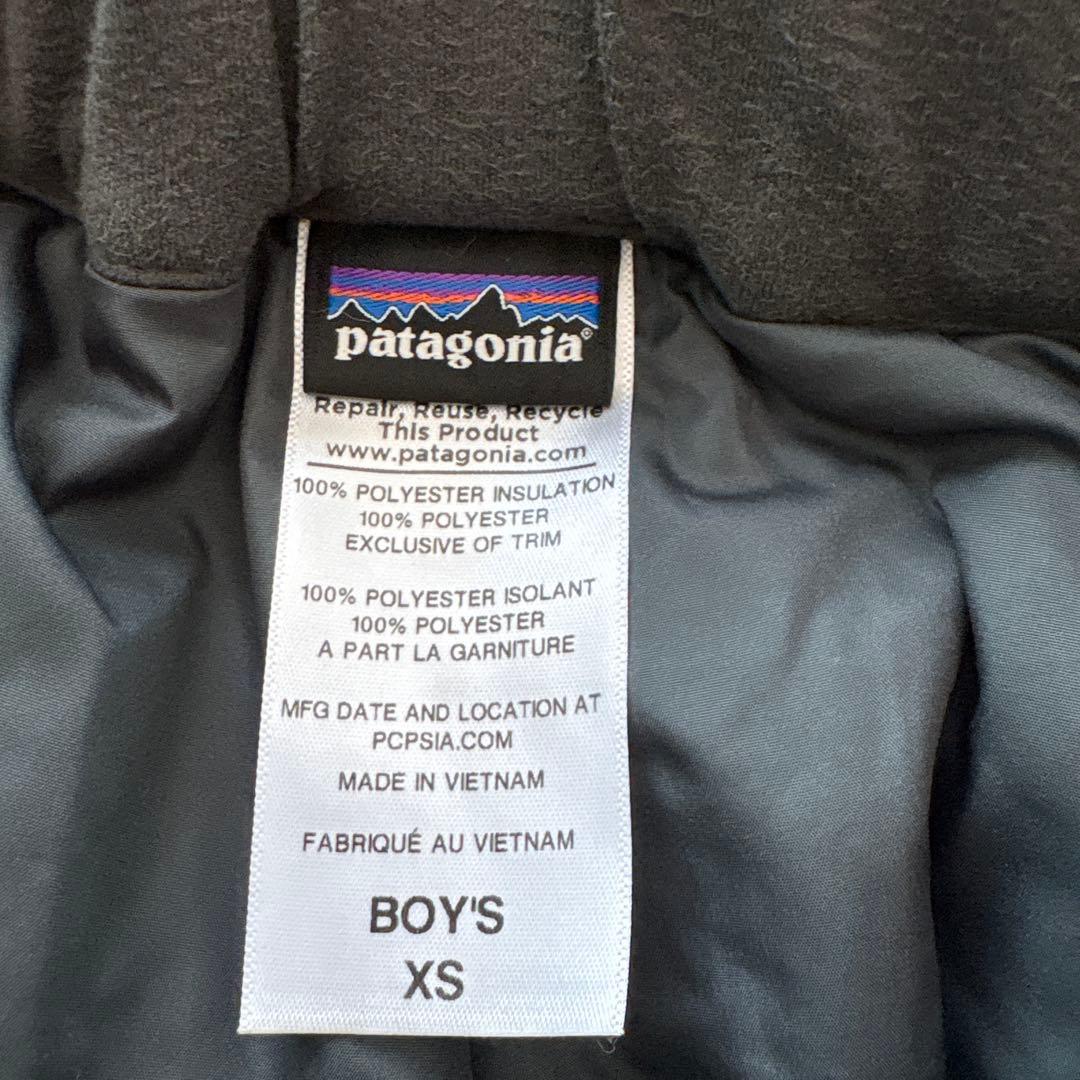 patagonia®
Repair, Reuse, Recycle
This Product
www.patagonia.com
100% POLYESTER INSULATION
100% POLYESTER
EXCLUSIVE OF TRIM
100% POLYESTER ISOLANT
100% POLYESTER
A PART LA GARNITURE
MFG DATE AND LOCATION AT
PCPSIA.COM
MADE IN VIETNAM
FABRIQUÉ AU VIETNAM
BOY'S
XS